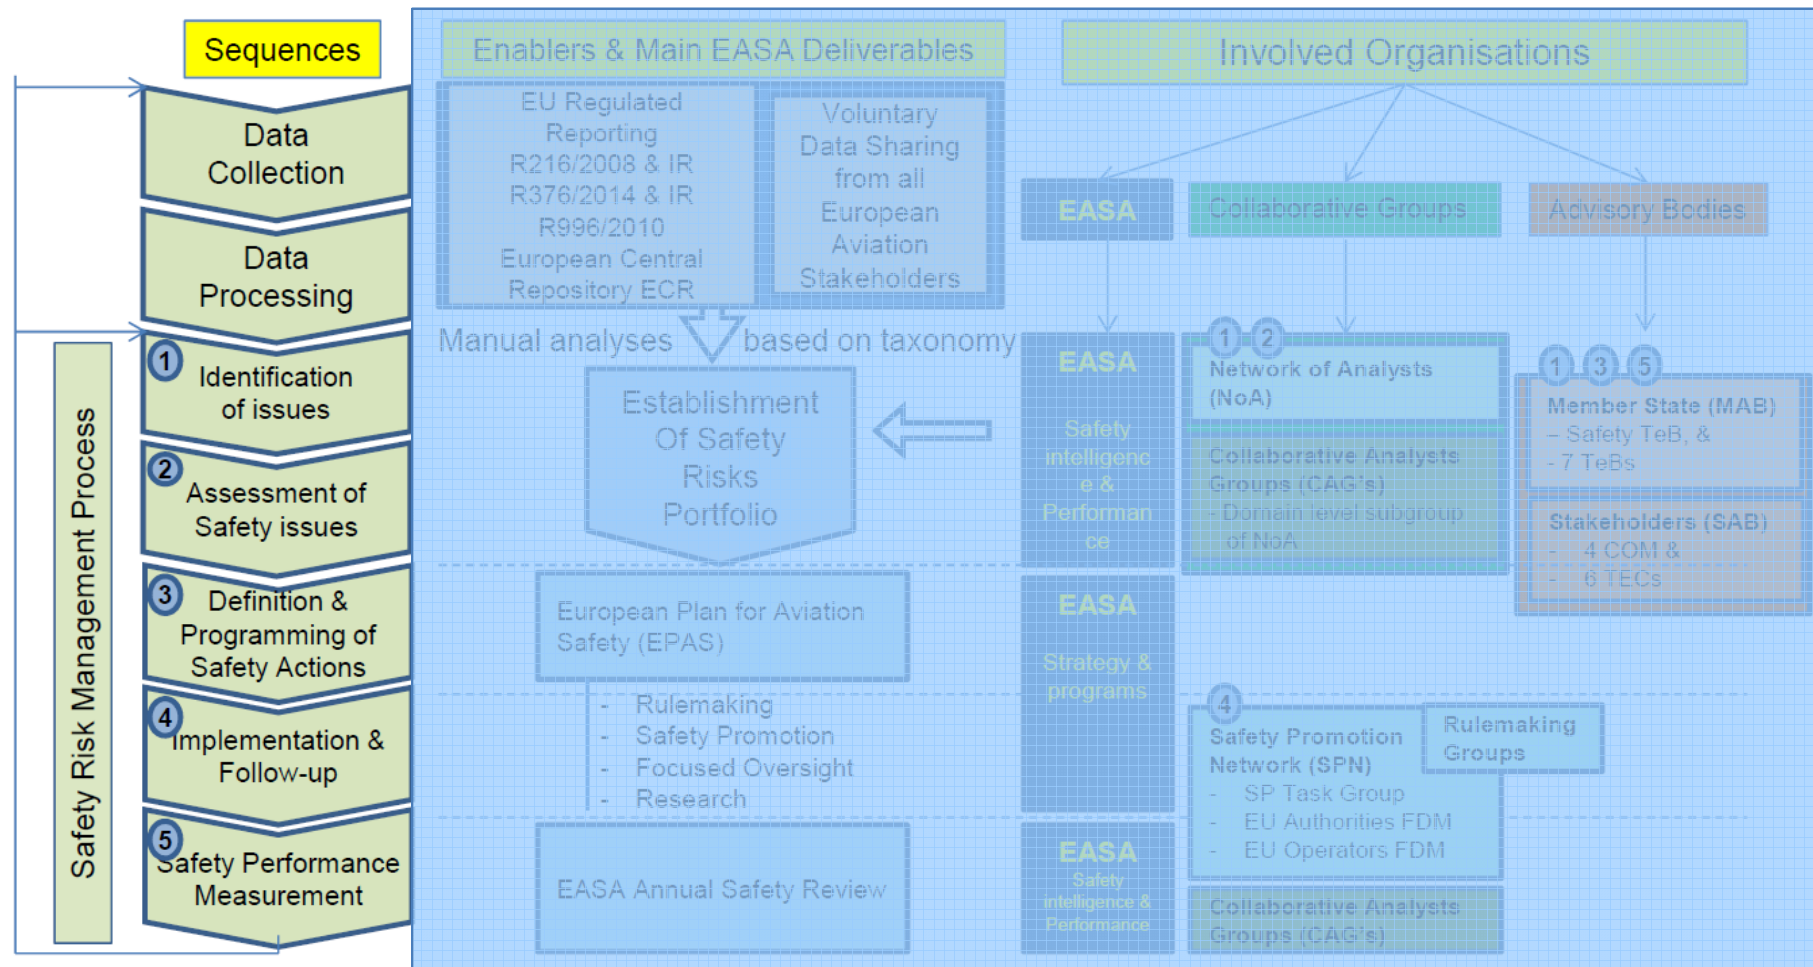 Sequences
Data
Collection
Data
Processing
Safety Risk Management Process
1
Identification
of issues
2
Assessment of
Safety issues
3
Definition &
Programming of
Safety Actions
4
Implementation &
Follow-up
5
Safety Performance
Measurement
Enablers & Main EASA Deliverables
EU Regulated
Reporting
R216/2008 & IR
R376/2014 & IR
R996/2010
European Central
Repository ECR
Voluntary
Data Sharing
from all
European
Aviation
Stakeholders
Manual analyses based on taxonomy
Establishment
Of Safety
Risks
Portfolio
European Plan for Aviation
Safety (EPAS)
- Rulemaking
- Safety Promotion
- Focused Oversight
- Research
EASA Annual Safety Review
Involved Organisations
EASA
Collaborative Groups
Advisory Bodies
EASA
Safety
intelligenc
e &
Performan
ce
EASA
Strategy &
programs
EASA
Safety
intelligence &
Performance
1 2
Network of Analysts
(NoA)
Collaborative Analysts
Groups (CAG's)
- Domain level subgroup
of NoA
1 3 5
Member State (MAB)
– Safety TeB, &
- 7 TeBs
Stakeholders (SAB)
- 4 COM &
- 6 TECs
4
Safety Promotion
Network (SPN)
- SP Task Group
- EU Authorities FDM
- EU Operators FDM
Rulemaking
Groups
Collaborative Analysts
Groups (CAG's)